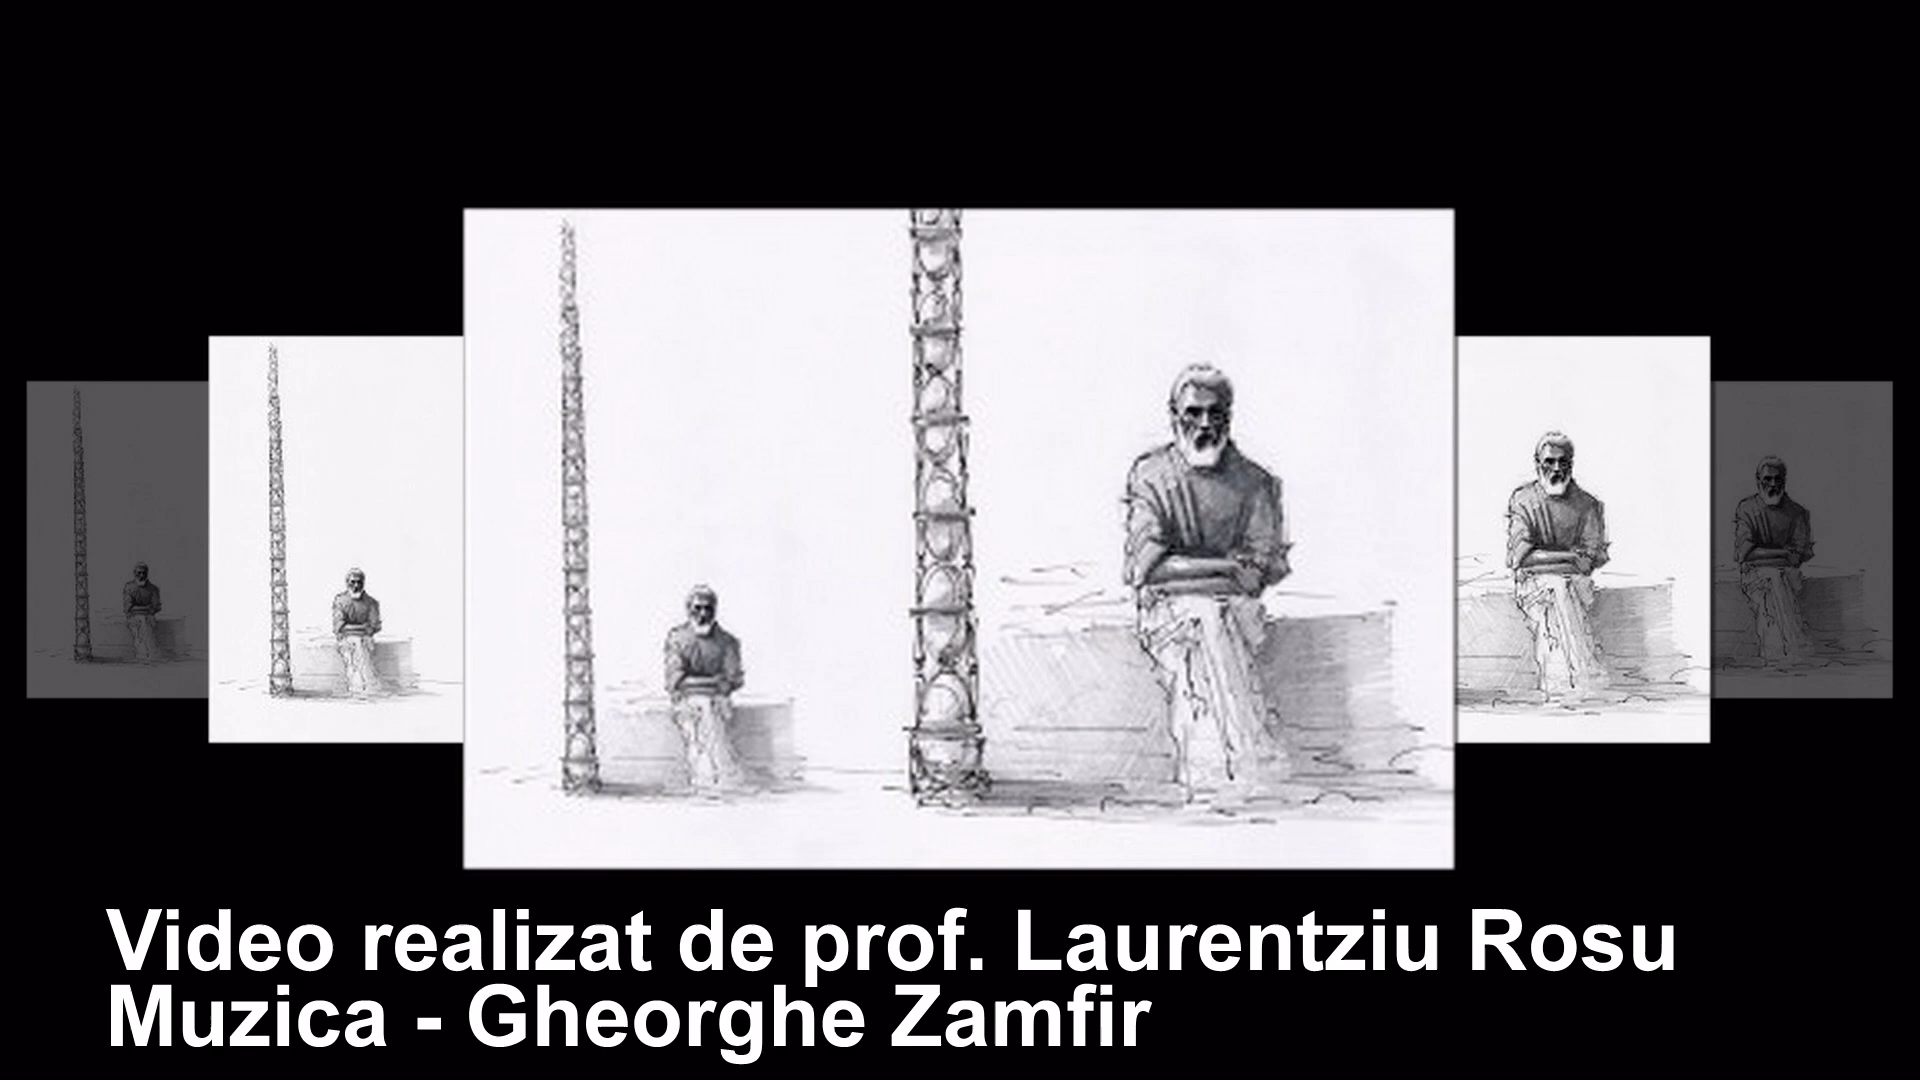 Video realizat de prof. Laurentziu Rosu
Muzica - Gheorghe Zamfir